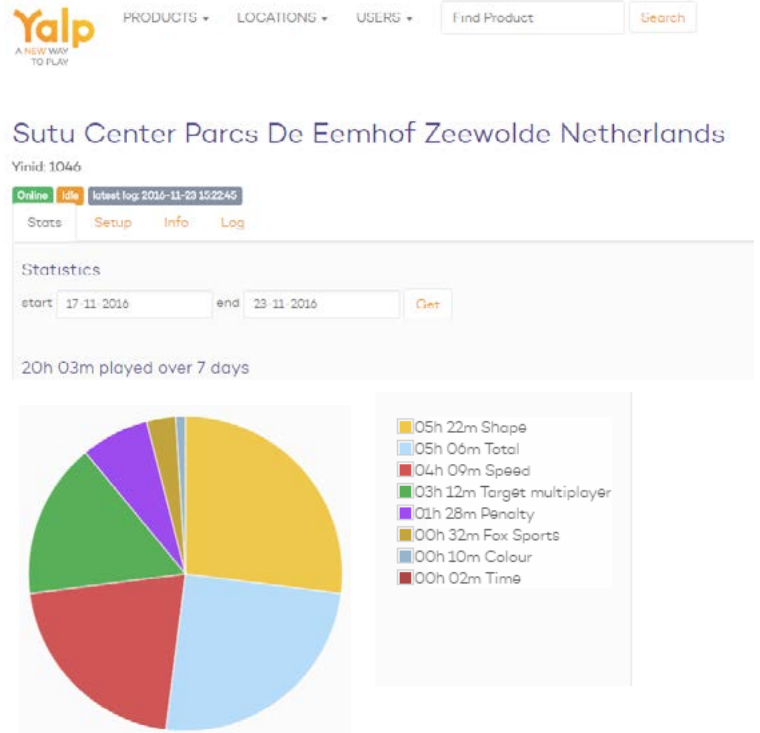 Yalp
A NEW WAY
TO PLAY
PRODUCTS LOCATIONS USERS Find Product Search
Sutu Center Parcs De Eemhof Zeewolde Netherlands
Yinid: 1046
Online Idle latest log: 2016-11-23 15:22:45
Stats Setup Info Log
Statistics
start 17-11-2016 end 23-11-2016 Get
20h 03m played over 7 days
05h 22m Shape
05h 06m Total
04h 09m Speed
03h 12m Target multiplayer
01h 28m Penalty
00h 32m Fox Sports
00h 10m Colour
00h 02m Time